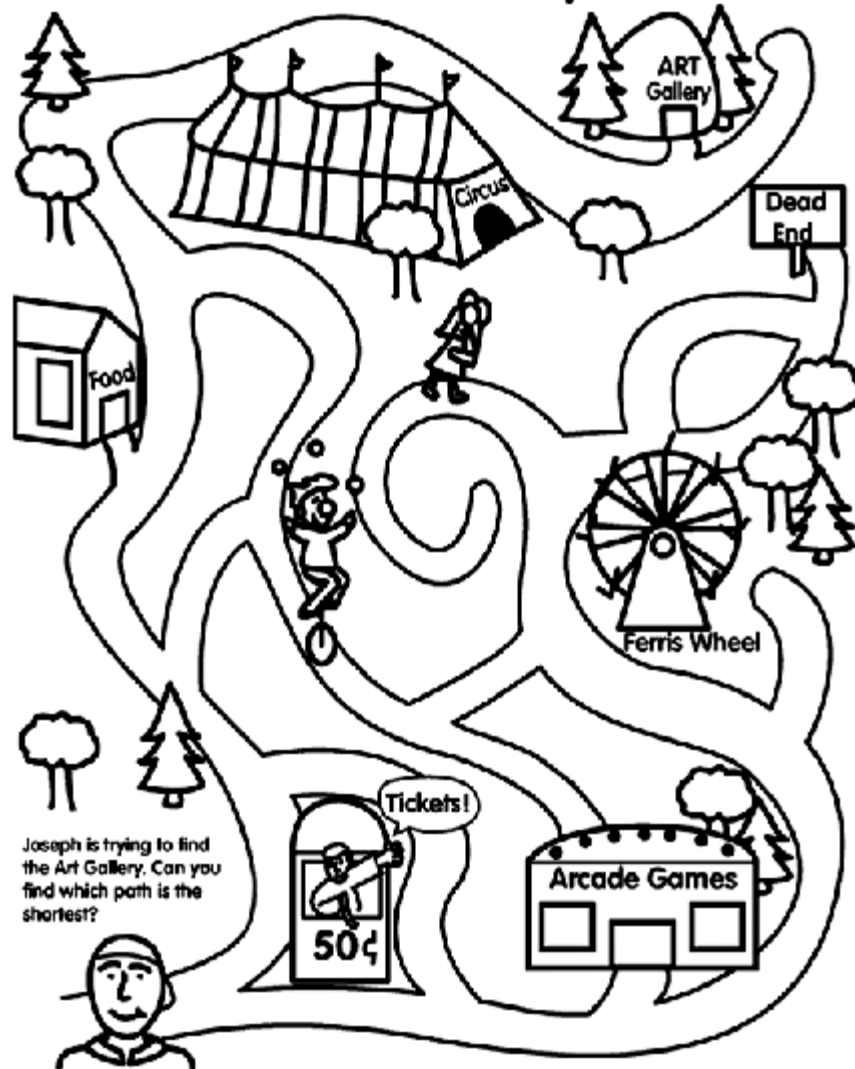 ART
Gallery
Circus
Dead
End
Food
Ferris Wheel
Tickets!
Joseph is trying to find
the Art Gallery. Can you
find which path is the
shortest?
Arcade Games
50¢